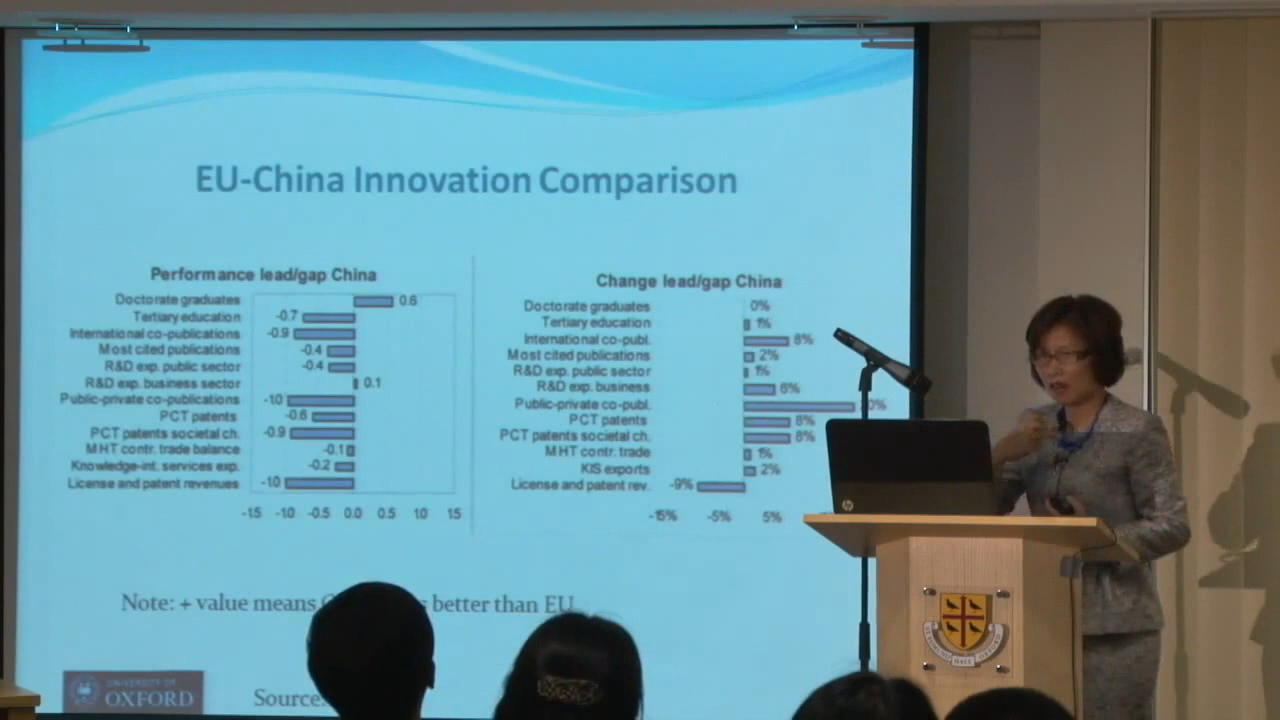 EU-China Innovation Comparison
Performance lead/gap China
Doctorate graduates 0.6
Tertiary education -0.7
International co-publications -0.9
Most cited publications -0.4
R&D exp. public sector -0.4
R&D exp. business sector 0.1
Public-private co-publications -1.0
PCT patents -0.6
PCT patents societal ch. -0.9
MHT contr. trade balance -0.1
Knowledge-int. services exp. -0.2
License and patent revenues -1.0
-1.5 -1.0 -0.5 0.0 0.5 1.0 1.5
Change lead/gap China
Doctorate graduates 0%
Tertiary education 1%
International co-publ. 8%
Most cited publications 2%
R&D exp. public sector 1%
R&D exp. business 6%
Public-private co-publ.
PCT patents 8%
PCT patents societal ch. 8%
MHT contr. trade 1%
KIS exports 2%
License and patent rev. -9%
-15% -5% 5%
Note: + value means better than EU
UNIVERSITY OF
OXFORD
Source:
hp